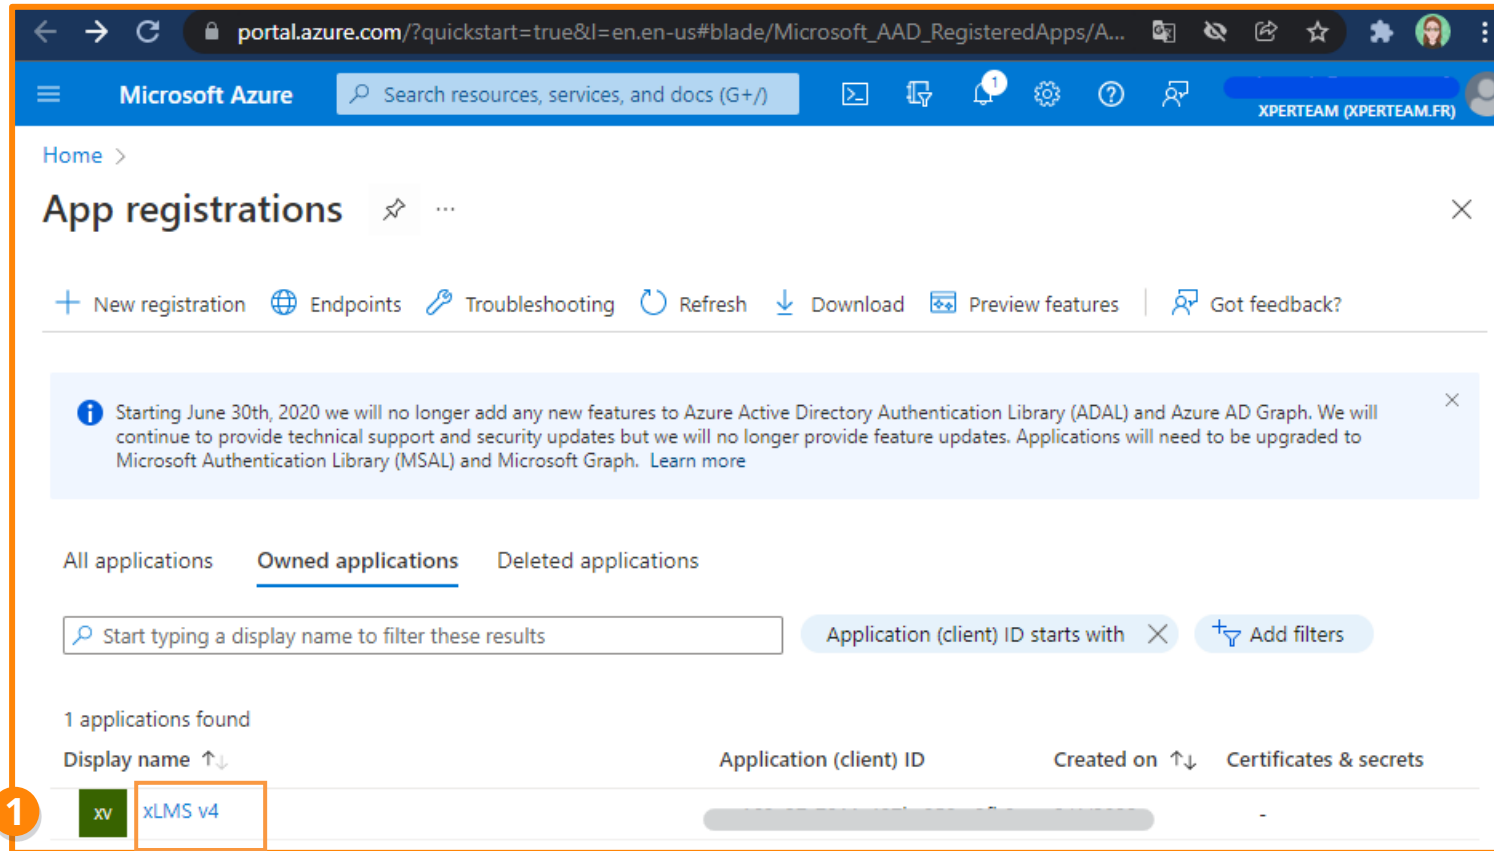 portal.azure.com/?quickstart=true&l=en.en-us#blade/Microsoft_AAD_RegisteredApps/A...
Microsoft Azure
Search resources, services, and docs (G+/)
1
XPERTEAM (XPERTEAM.FR)
Home >
App registrations ...
New registration Endpoints Troubleshooting Refresh Download Preview features Got feedback?
Starting June 30th, 2020 we will no longer add any new features to Azure Active Directory Authentication Library (ADAL) and Azure AD Graph. We will
continue to provide technical support and security updates but we will no longer provide feature updates. Applications will need to be upgraded to
Microsoft Authentication Library (MSAL) and Microsoft Graph. Learn more
All applications Owned applications Deleted applications
Start typing a display name to filter these results
Application (client) ID starts with
Add filters
1 applications found
Display name ↑↓ Application (client) ID Created on ↑↓ Certificates & secrets
1 XV xLMS v4 -